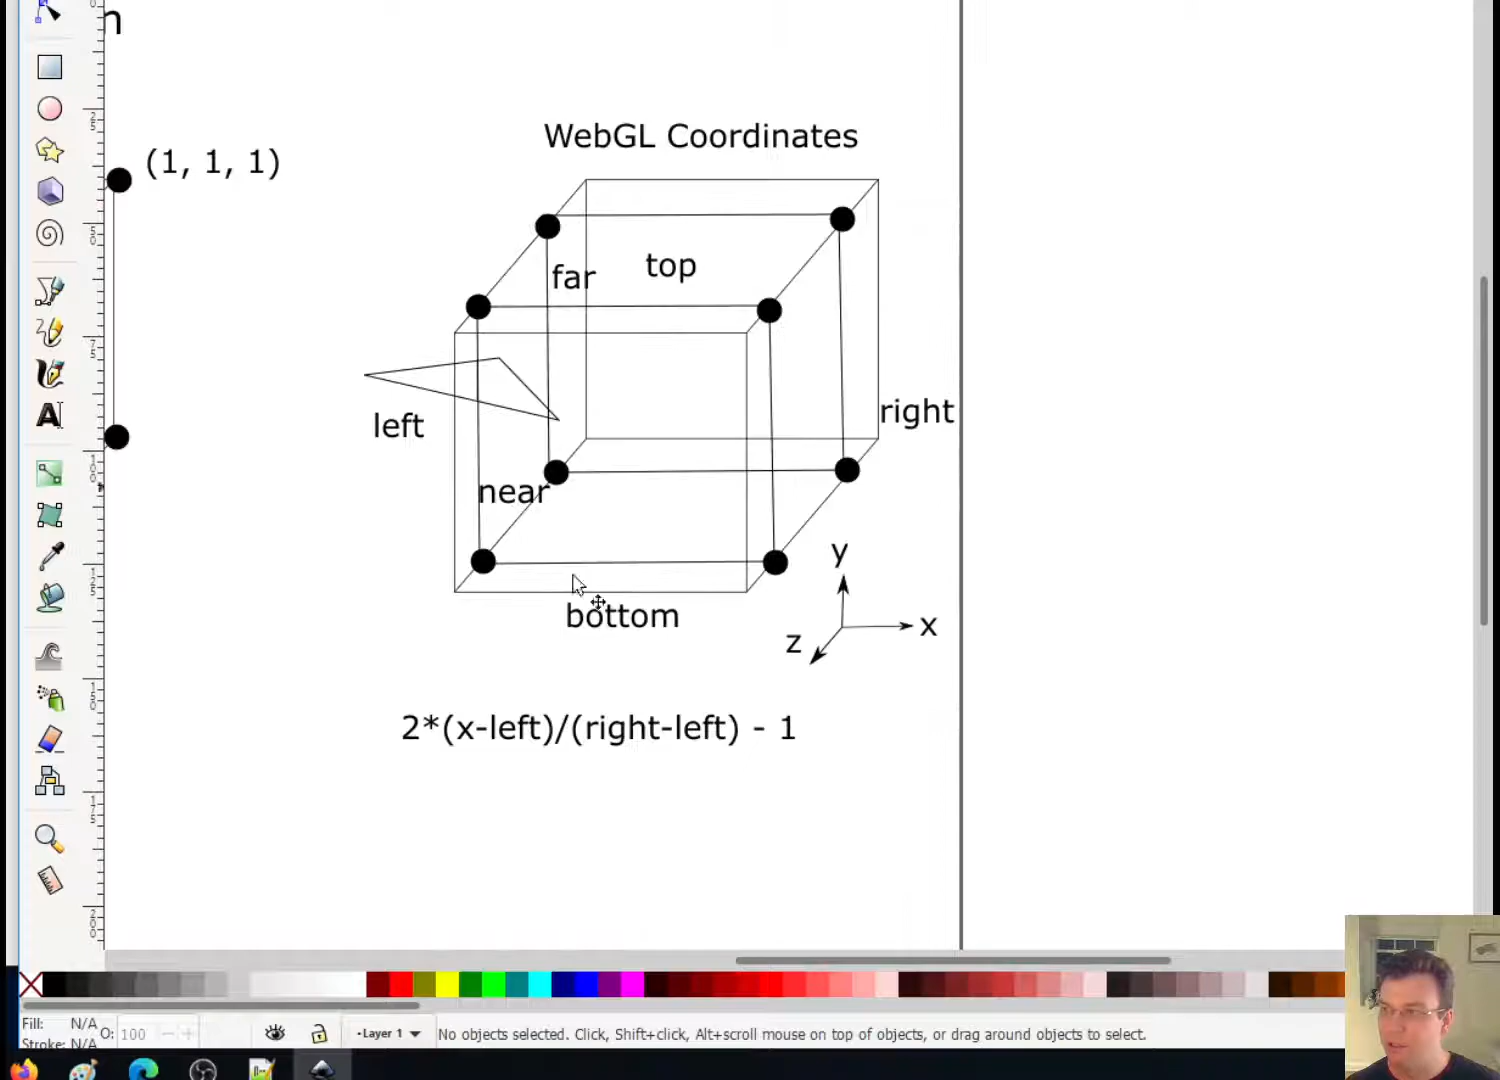 n
WebGL Coordinates
(1, 1, 1)
far
top
left
right
near
y
bottom
x
z
2*(x-left)/(right-left) - 1
Fill: N/A
Stroke: N/A
O: 100
•Layer 1
No objects selected. Click, Shift+click, Alt+scroll mouse on top of objects, or drag around objects to select.